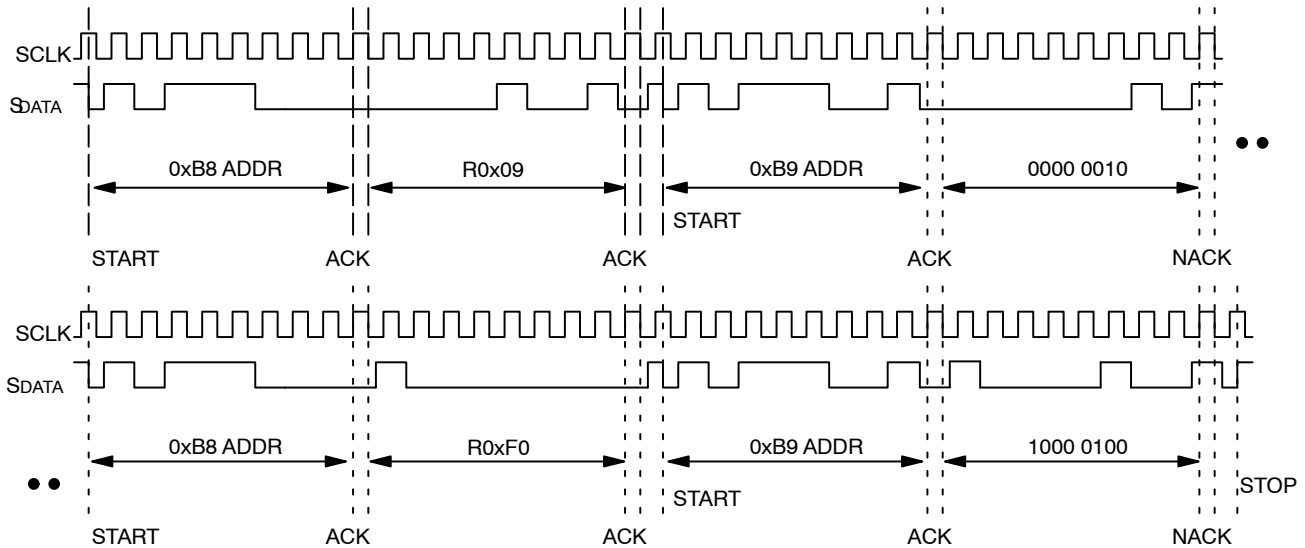 SCLK
SDATA
0xB8 ADDR
R0x09
0xB9 ADDR
0000 0010
START
START
ACK
ACK
ACK
NACK
SCLK
SDATA
0xB8 ADDR
R0xF0
0xB9 ADDR
1000 0100
START
STOP
START
ACK
ACK
ACK
NACK